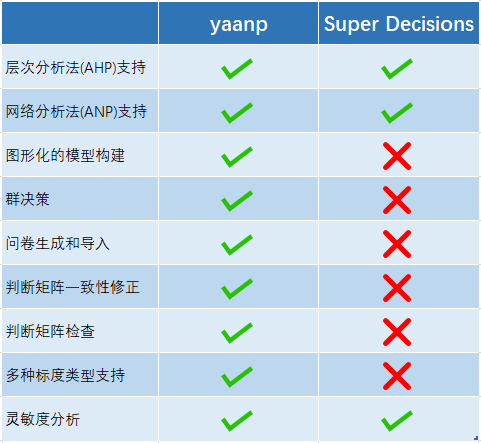 yaanp Super Decisions
层次分析法(AHP)支持
网络分析法(ANP)支持
图形化的模型构建
群决策
问卷生成和导入
判断矩阵一致性修正
判断矩阵检查
多种标度类型支持
灵敏度分析